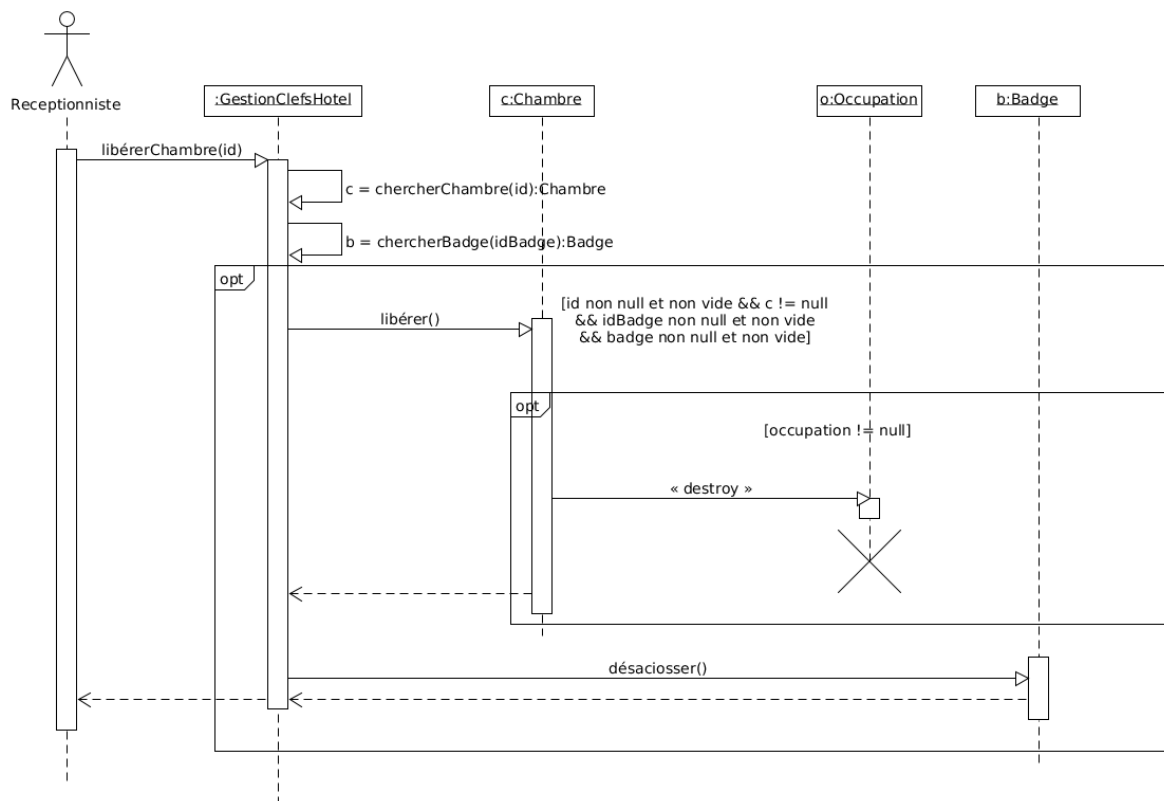 Receptionniste
:GestionClefsHotel
c:Chambre
o:Occupation
b:Badge
libérerChambre(id)
c = chercherChambre(id):Chambre
b = chercherBadge(idBadge):Badge
opt
[id non null et non vide && c != null
&& idBadge non null et non vide
&& badge non null et non vide]
libérer()
opt
[occupation != null]
« destroy »
désaciosser()